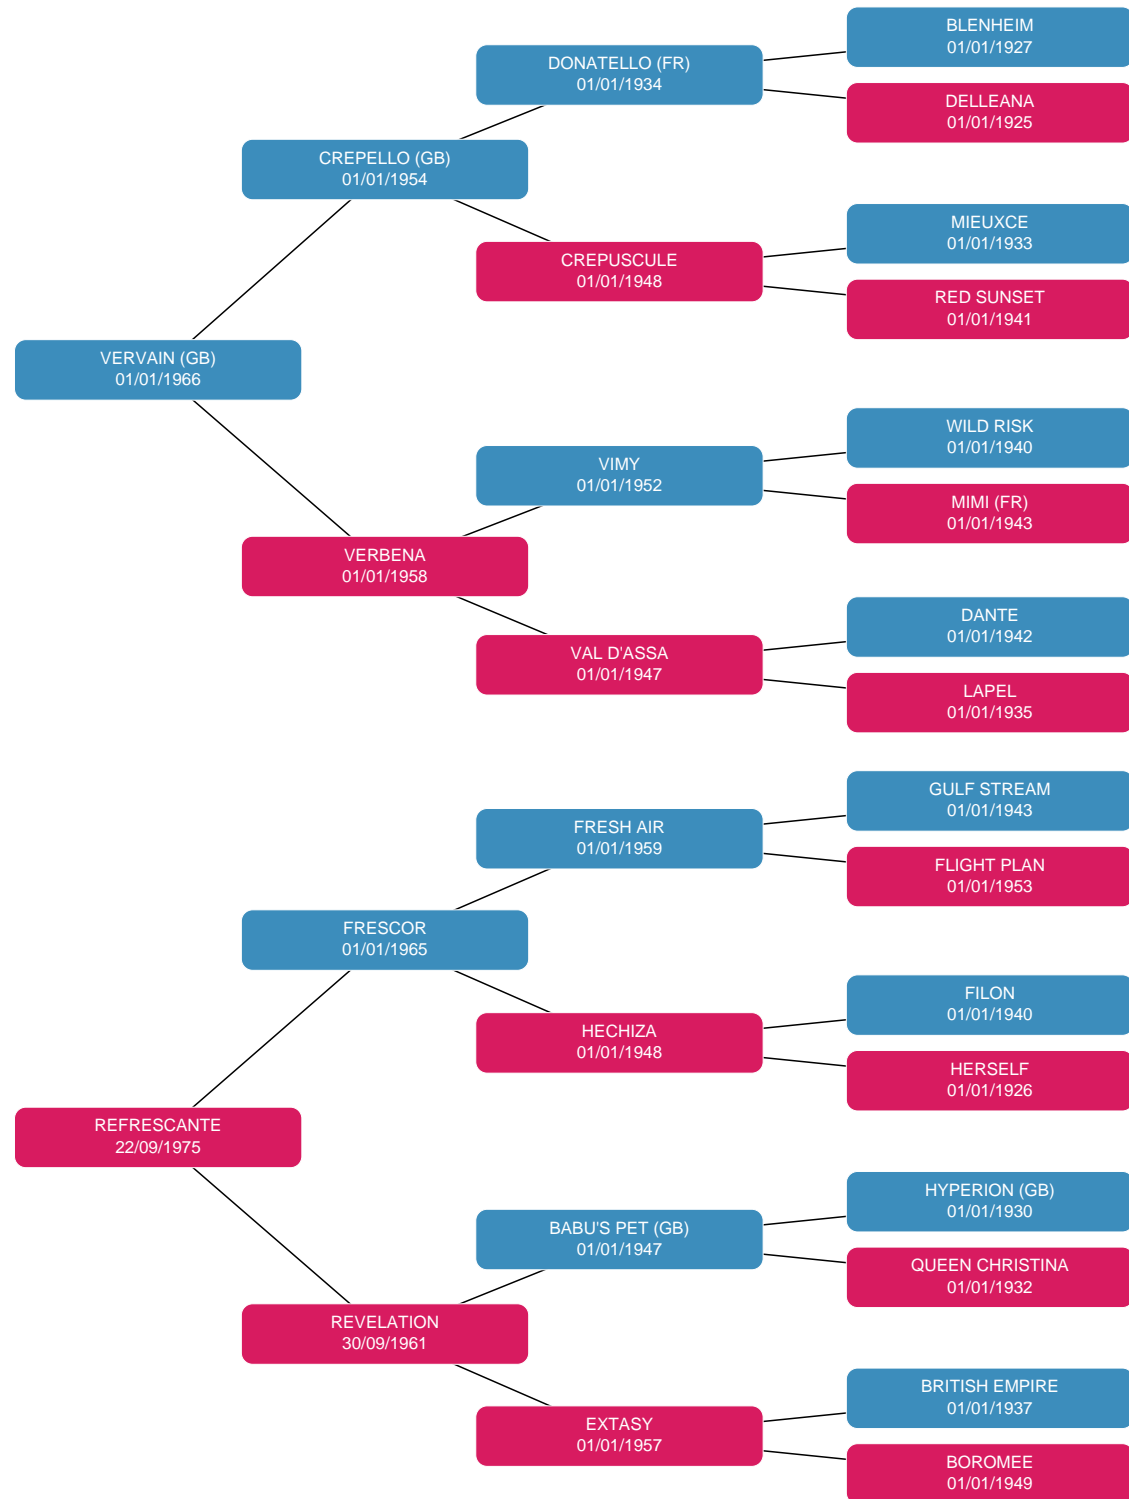 BLENHEIM
01/01/1927
DONATELLO (FR)
01/01/1934
DELLEANA
01/01/1925
CREPELLO (GB)
01/01/1954
MIEUXCE
01/01/1933
CREPUSCULE
01/01/1948
RED SUNSET
01/01/1941
VERVAIN (GB)
01/01/1966
WILD RISK
01/01/1940
VIMY
01/01/1952
MIMI (FR)
01/01/1943
VERBENA
01/01/1958
DANTE
01/01/1942
VAL D'ASSA
01/01/1947
LAPEL
01/01/1935
GULF STREAM
01/01/1943
FRESH AIR
01/01/1959
FLIGHT PLAN
01/01/1953
FRESCOR
01/01/1965
FILON
01/01/1940
HECHIZA
01/01/1948
HERSELF
01/01/1926
REFRESCANTE
22/09/1975
HYPERION (GB)
01/01/1930
BABU'S PET (GB)
01/01/1947
QUEEN CHRISTINA
01/01/1932
REVELATION
30/09/1961
BRITISH EMPIRE
01/01/1937
EXTASY
01/01/1957
BOROMEE
01/01/1949